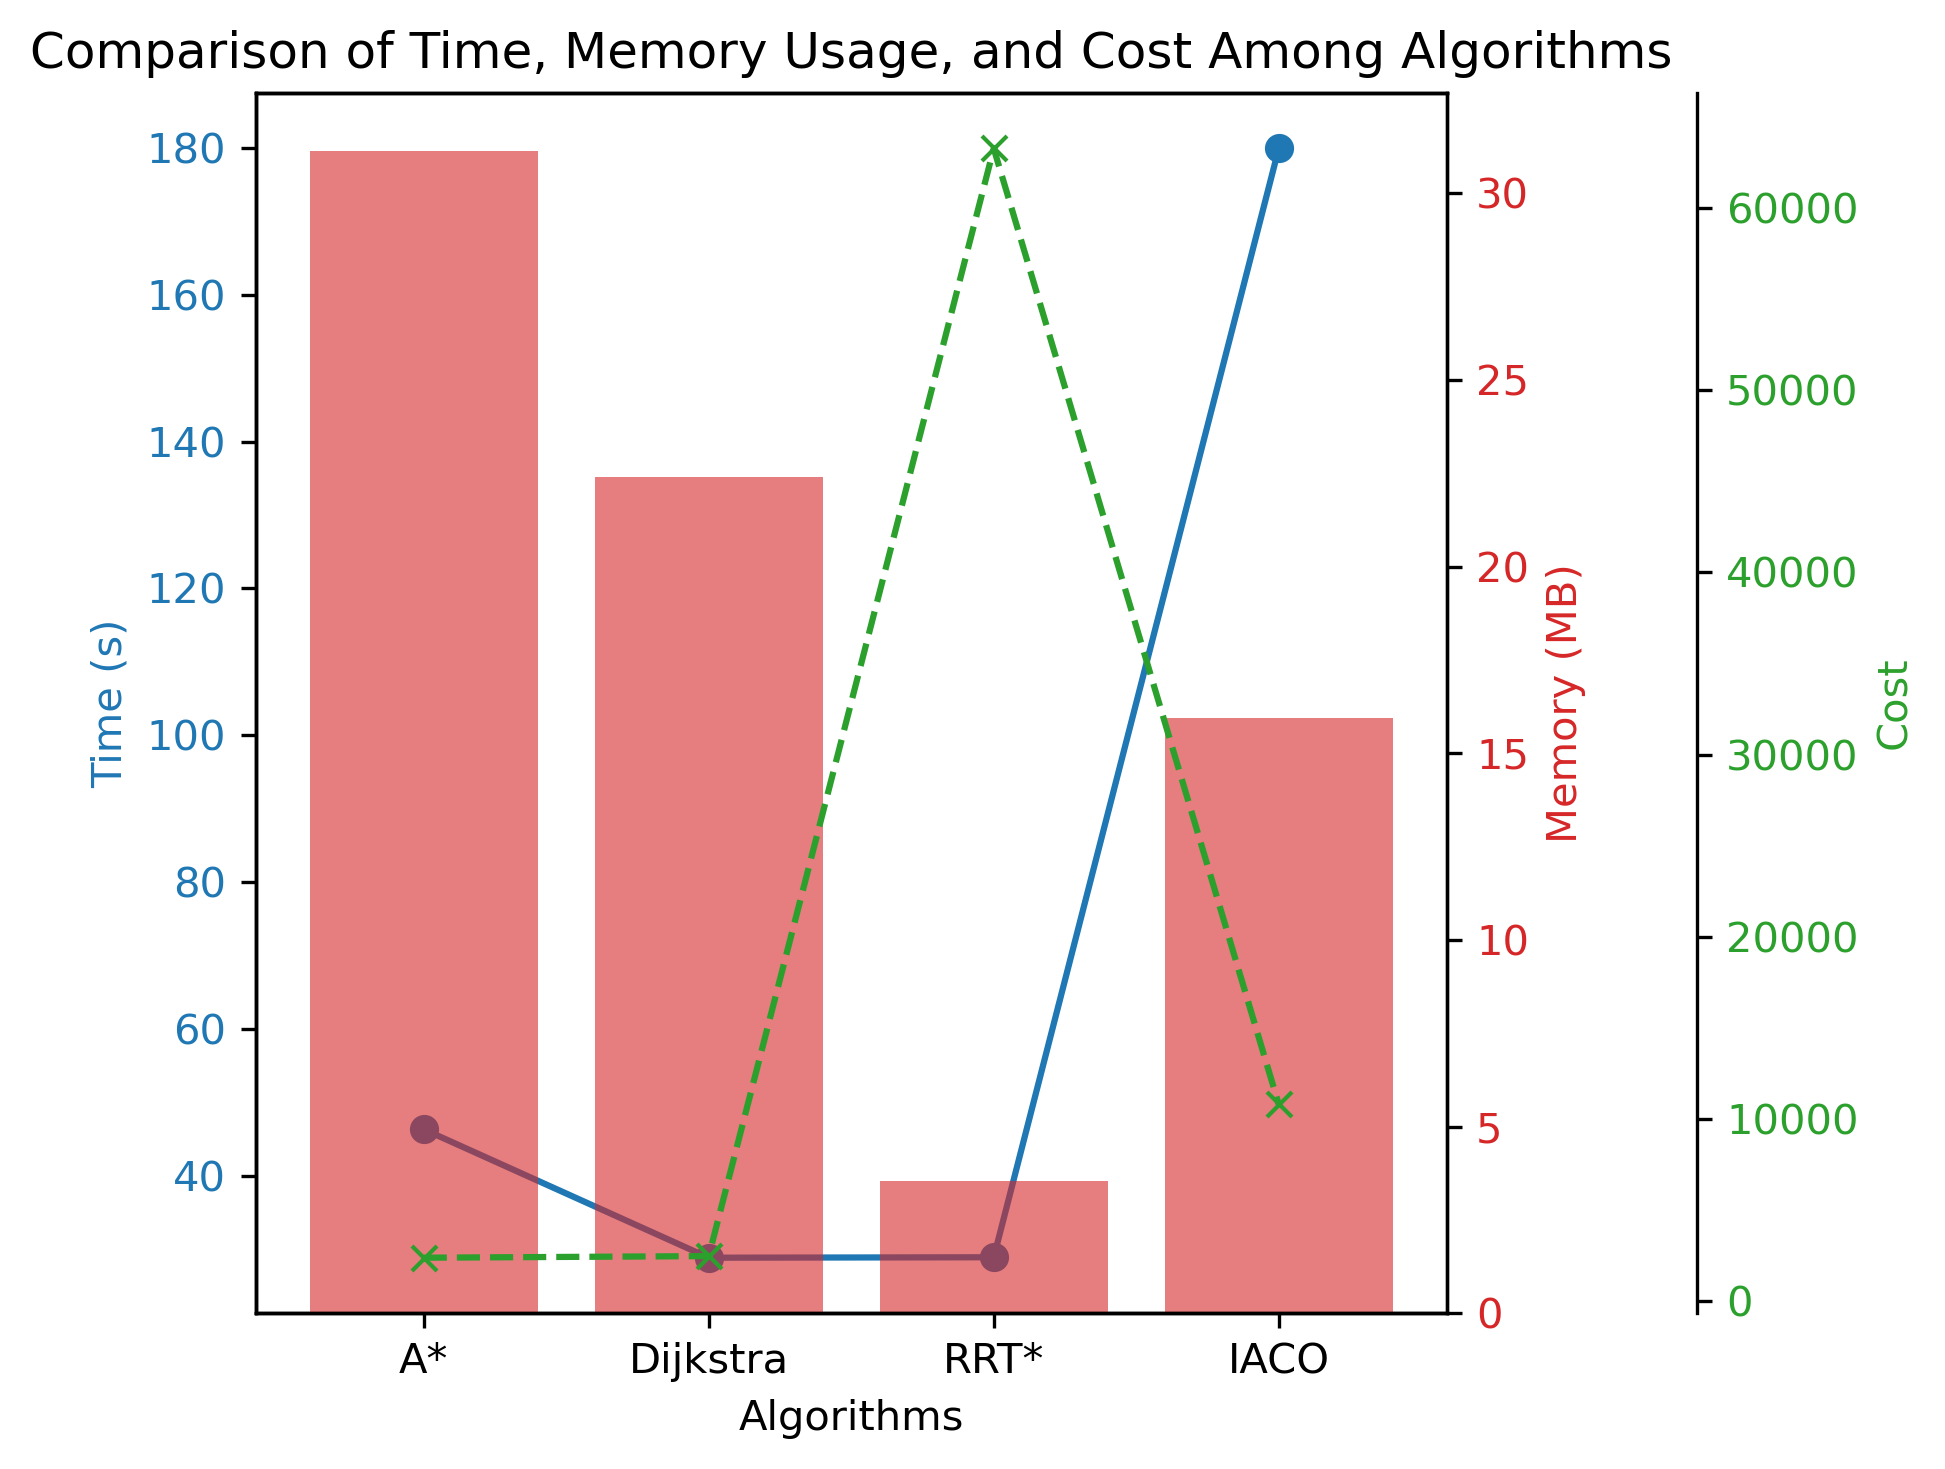 Comparison of Time, Memory Usage, and Cost Among Algorithms
180
160
140
120
100
80
60
40
Time (s)
30
25
20
15
10
5
0
Memory (MB)
60000
50000
40000
30000
20000
10000
0
Cost
A*
Dijkstra
RRT*
IACO
Algorithms